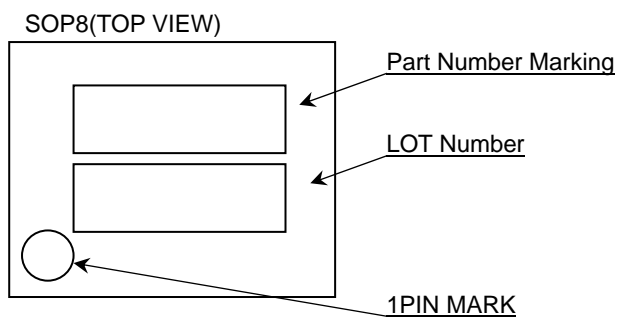 SOP8(TOP VIEW)
Part Number Marking
LOT Number
1PIN MARK